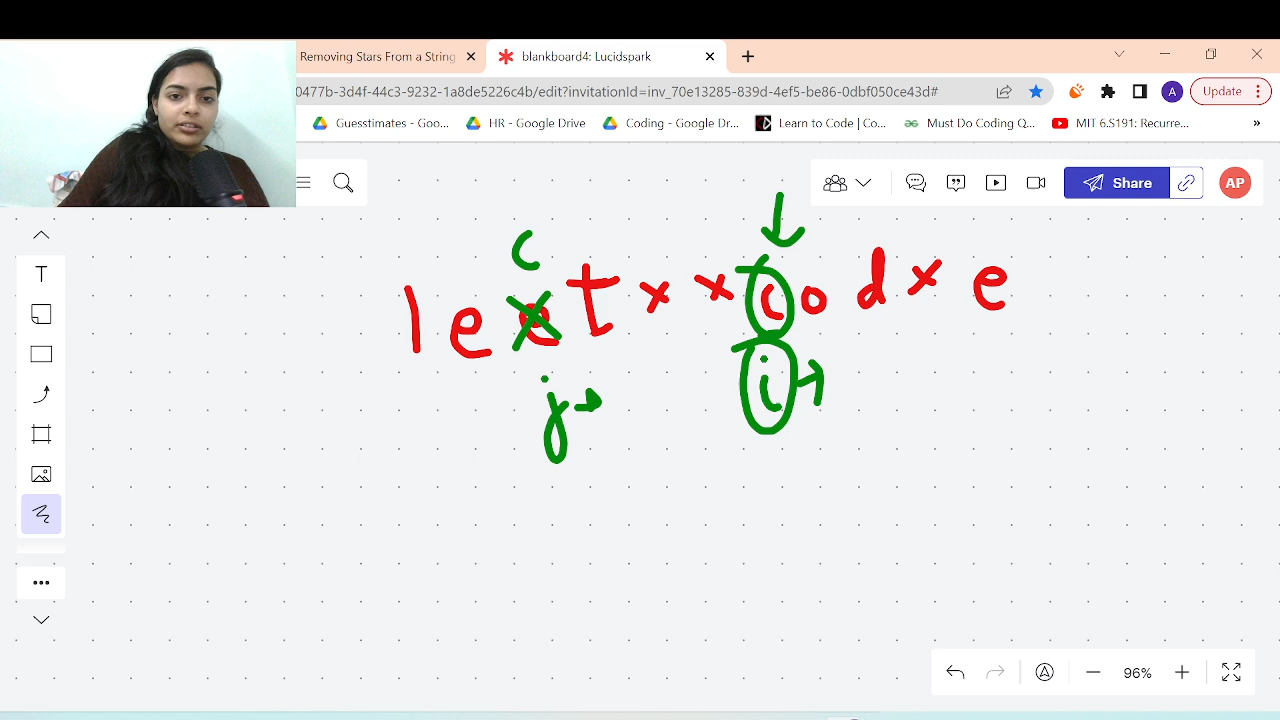 Removing Stars From a String
blankboard4: Lucidspark
0477b-3d4f-44c3-9232-1a8de5226c4b/edit?invitationId=inv_70e13285-839d-4ef5-be86-0dbf050ce43d#
A
Update
Guesstimates - Goo...
HR - Google Drive
Coding - Google Dr...
Learn to Code | Co...
Must Do Coding Q...
MIT 6.S191: Recurre...
»
Share
AP
T
c
l e e t x x c o d x e
j
i
96%